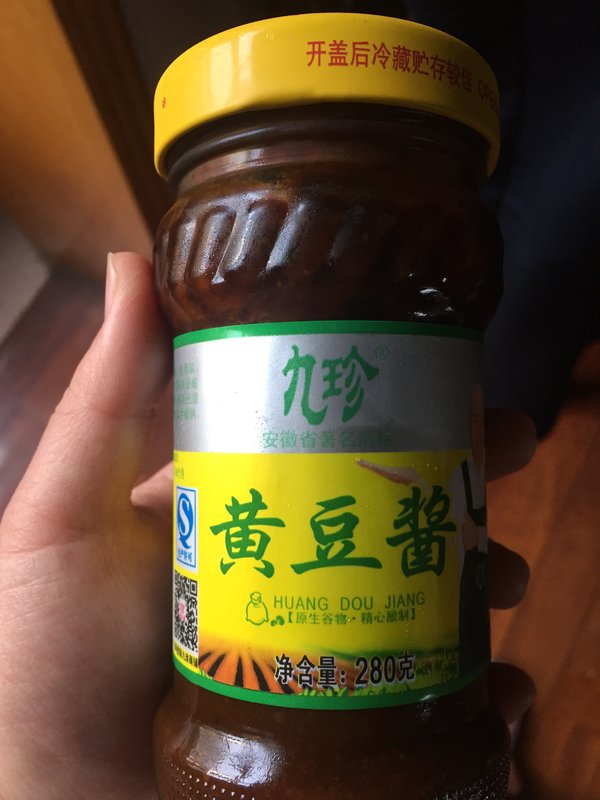 开盖后冷藏贮存较佳 OPEN
九珍®
安徽省著名商标
黄豆酱
HUANG DOU JIANG
【原生谷物·精心酿制】
净含量：280克